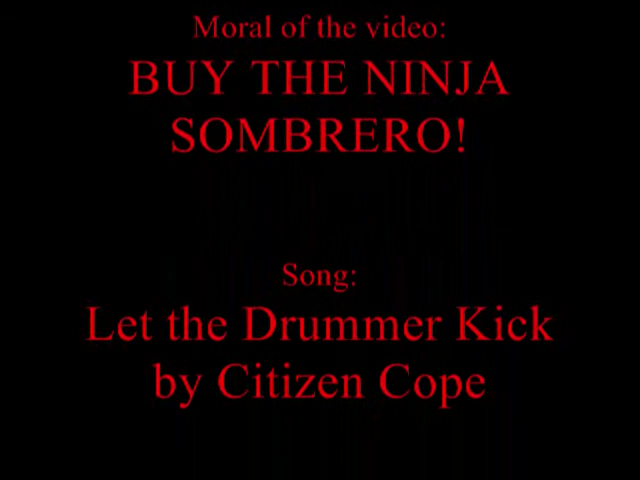 Moral of the video:
BUY THE NINJA
SOMBRERO!
Song:
Let the Drummer Kick
by Citizen Cope